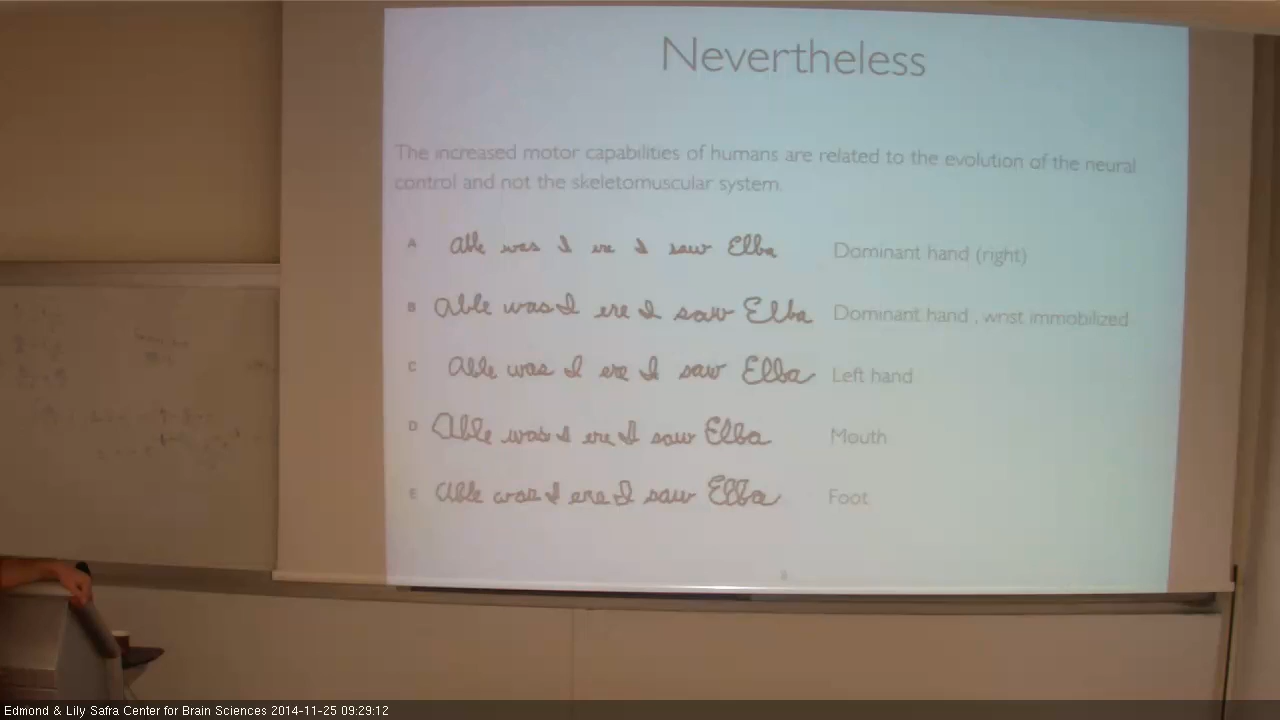 Nevertheless
The increased motor capabilities of humans are related to the evolution of the neural
control and not the skeletomuscular system.
A able was I ere I saw Elba Dominant hand (right)
B able was I ere I saw Elba Dominant hand , wrist immobilized
C able was I ere I saw Elba Left hand
D Able was I ere I saw Elba Mouth
E able was I ere I saw Elba Foot
Edmond & Lily Safra Center for Brain Sciences 2014-11-25 09:29:12